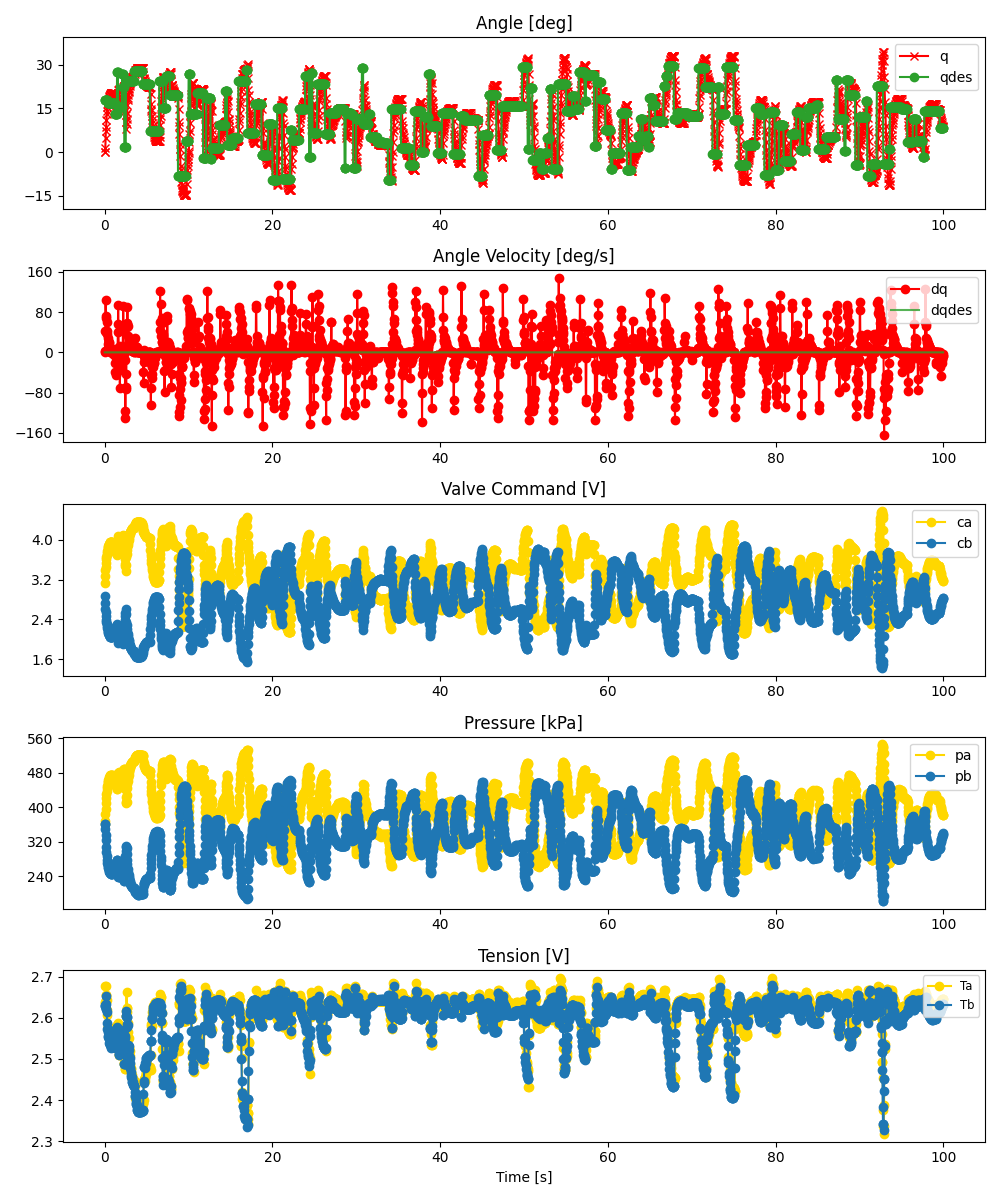 Angle [deg]
30
15
0
−15
q
qdes
0 20 40 60 80 100
Angle Velocity [deg/s]
160
80
0
−80
−160
dq
dqdes
0 20 40 60 80 100
Valve Command [V]
4.0
3.2
2.4
1.6
ca
cb
0 20 40 60 80 100
Pressure [kPa]
560
480
400
320
240
pa
pb
0 20 40 60 80 100
Tension [V]
2.7
2.6
2.5
2.4
2.3
Ta
Tb
0 20 40 60 80 100
Time [s]